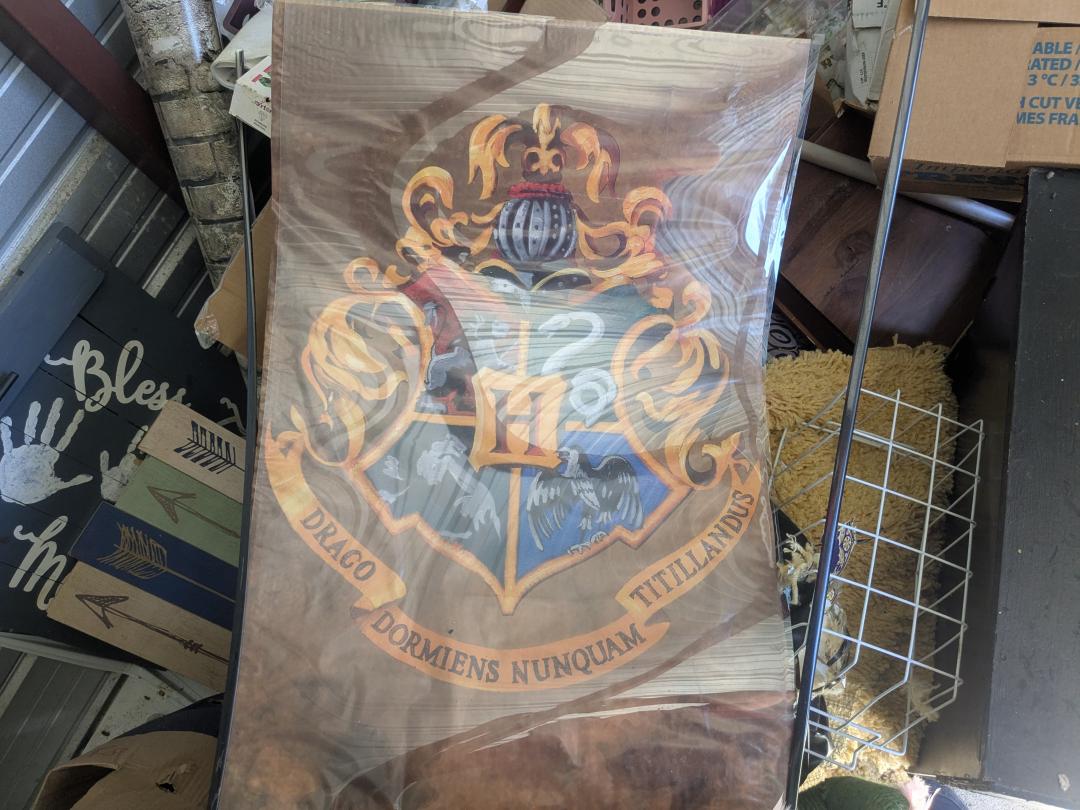 ABLE /
RATED /
3 °C / 3
H CUT VE
MES FRA
Bless
M
H
DRACO
DORMIENS NUNQUAM
TITILLANDUS